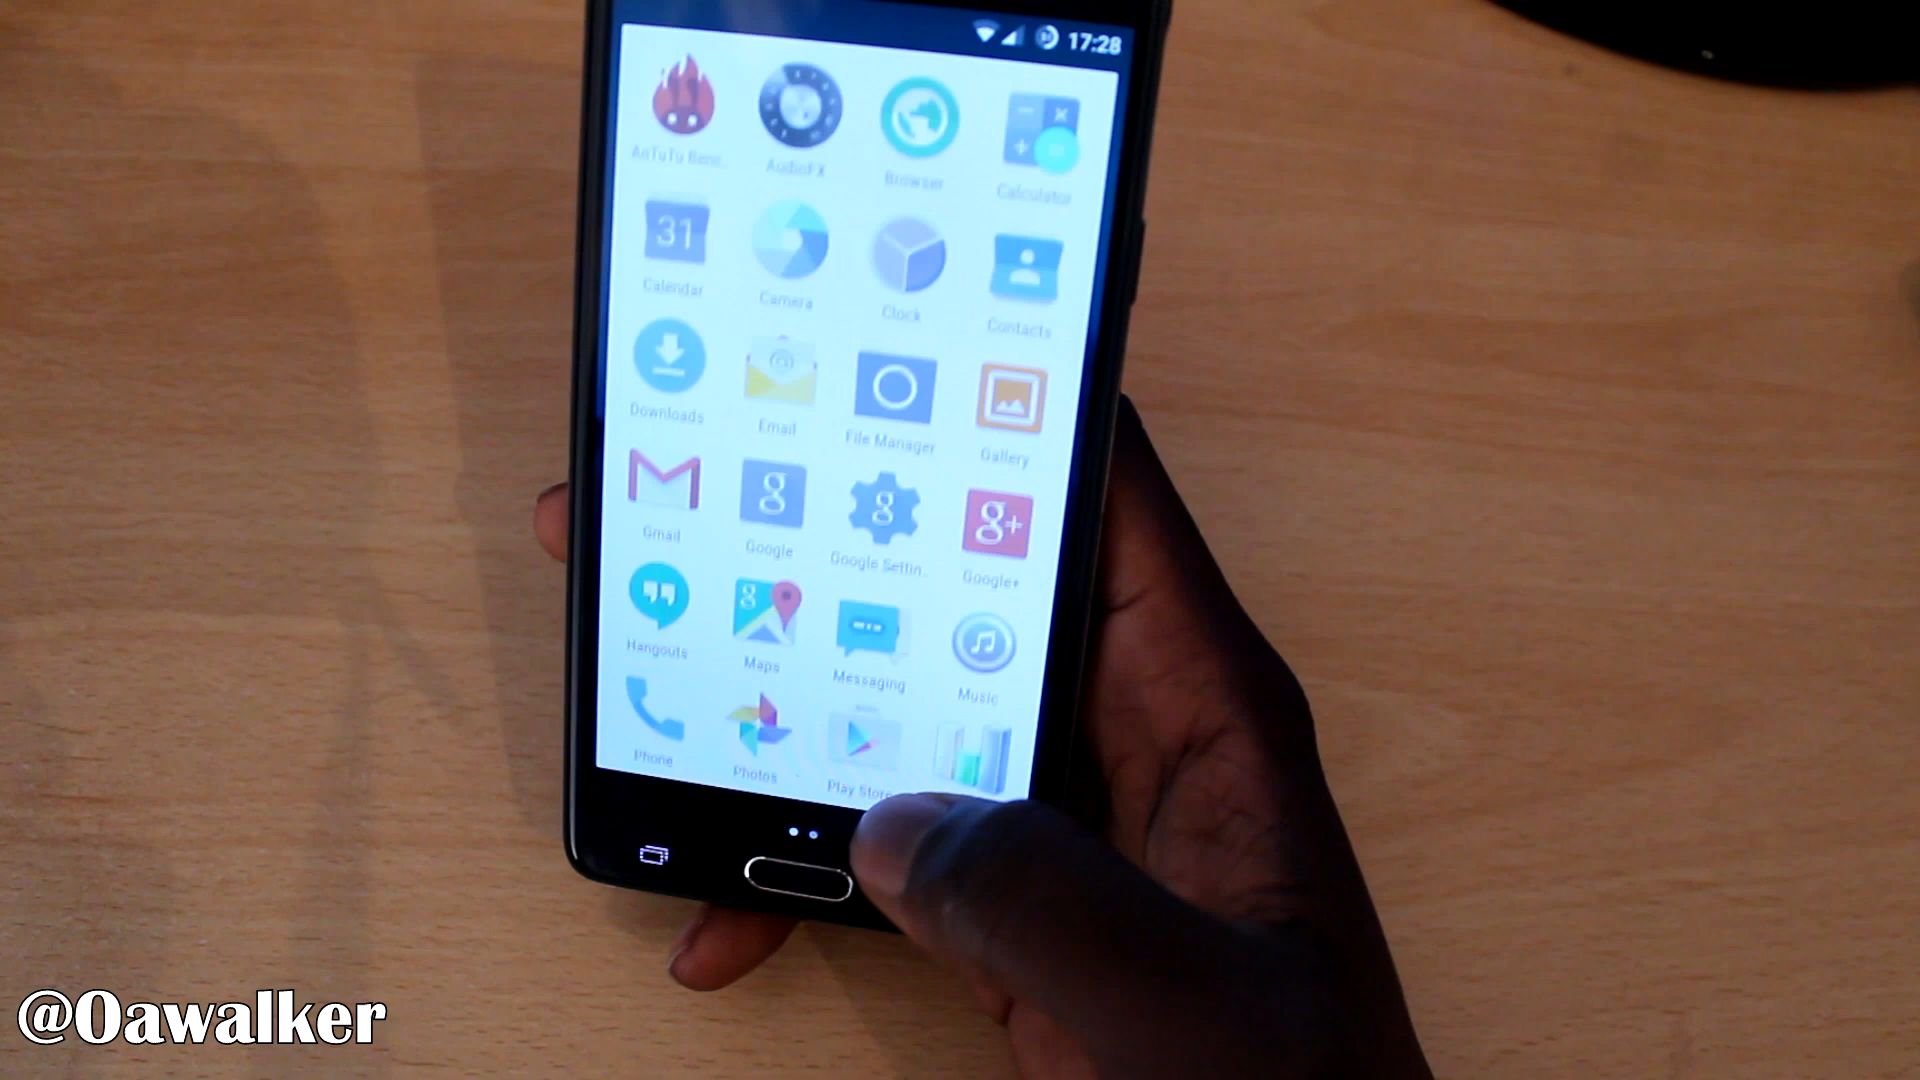 17:28
AnTuTu Benc
AudioFX
Browser
Calculator
31
Calendar
Camera
Clock
Contacts
Downloads
@
Email
File Manager
Gallery
Gmail
g
Google
g
Google Settin..
g+
Google+
Hangouts
g
Maps
Messaging
Music
Phone
Photos
Play Store
@Oawalker